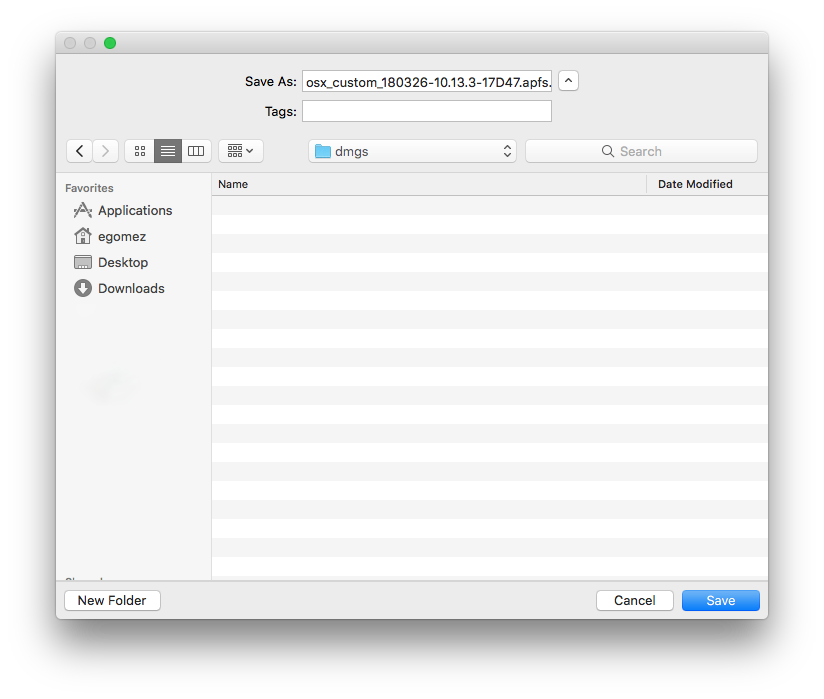 Save As: osx_custom_180326-10.13.3-17D47.apfs.
Tags:
dmgs
Search
Favorites
Name Date Modified
Applications
egomez
Desktop
Downloads
New Folder Cancel Save